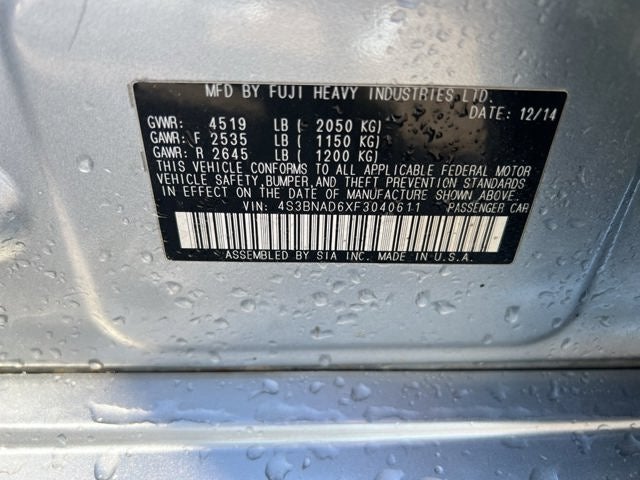 MFD BY FUJI HEAVY INDUSTRIES LTD.
DATE: 12/14
GVWR: 4519 LB ( 2050 KG)
GAWR: F 2535 LB ( 1150 KG)
GAWR: R 2645 LB ( 1200 KG)
THIS VEHICLE CONFORMS TO ALL APPLICABLE FEDERAL MOTOR
VEHICLE SAFETY, BUMPER, AND THEFT PREVENTION STANDARDS
IN EFFECT ON THE DATE OF MANUFACTURE SHOWN ABOVE.
VIN: 4S3BNAD6XF3040611 PASSENGER CAR
ASSEMBLED BY SIA INC. MADE IN U.S.A.